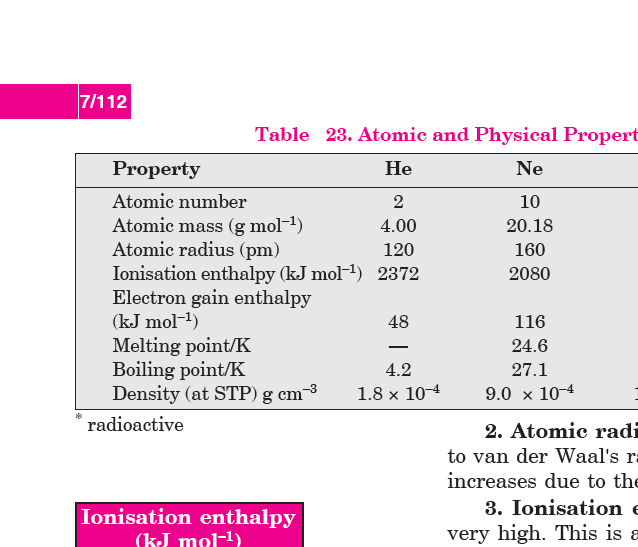 7/112
Table 23. Atomic and Physical Propert
Property He Ne
Atomic number 2 10
Atomic mass (g mol⁻¹) 4.00 20.18
Atomic radius (pm) 120 160
Ionisation enthalpy (kJ mol⁻¹) 2372 2080
Electron gain enthalpy
(kJ mol⁻¹) 48 116
Melting point/K — 24.6
Boiling point/K 4.2 27.1
Density (at STP) g cm⁻³ 1.8 × 10⁻⁴ 9.0 × 10⁻⁴ 1
* radioactive
2. Atomic radi
to van der Waal's ra
increases due to the
3. Ionisation e
very high. This is a
Ionisation enthalpy
(kJ mol⁻¹)